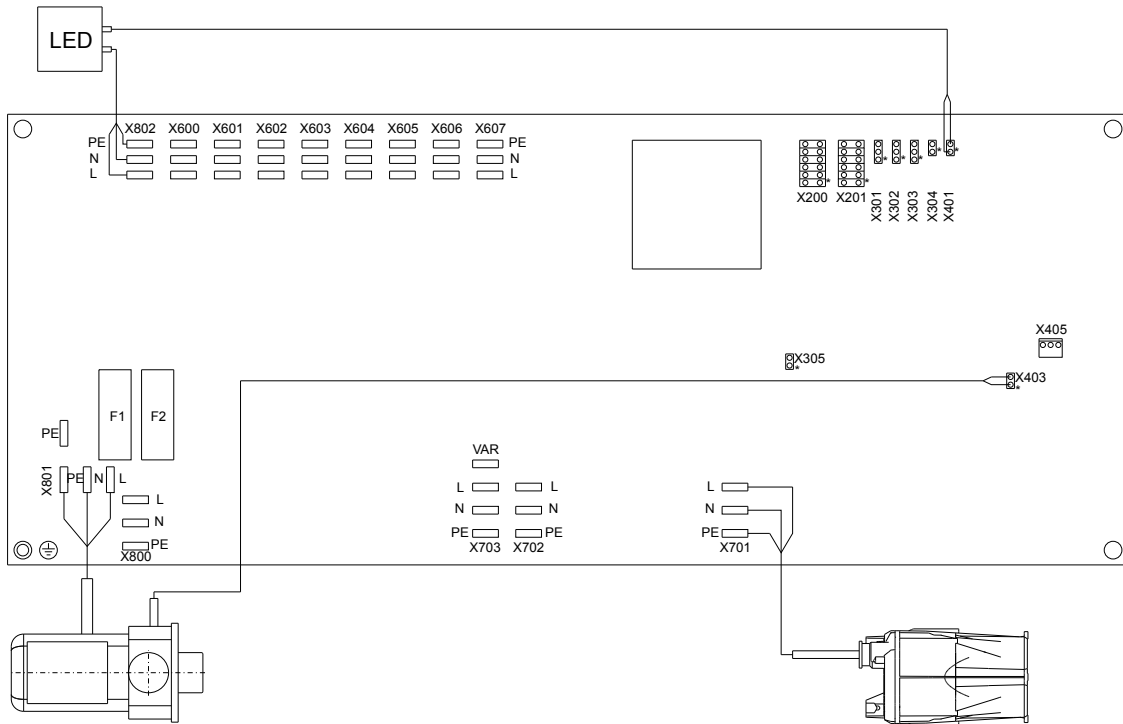 LED
X802 X600 X601 X602 X603 X604 X605 X606 X607
PE PE
N N
L L
* * * * * *
X200 X201 X301 X302 X303 X304 X401
X405
X305
*
X403
*
F1 F2
PE
X801 PE N L
VAR
L L L L
N N N N
PE PE PE PE
X800 X703 X702 X701